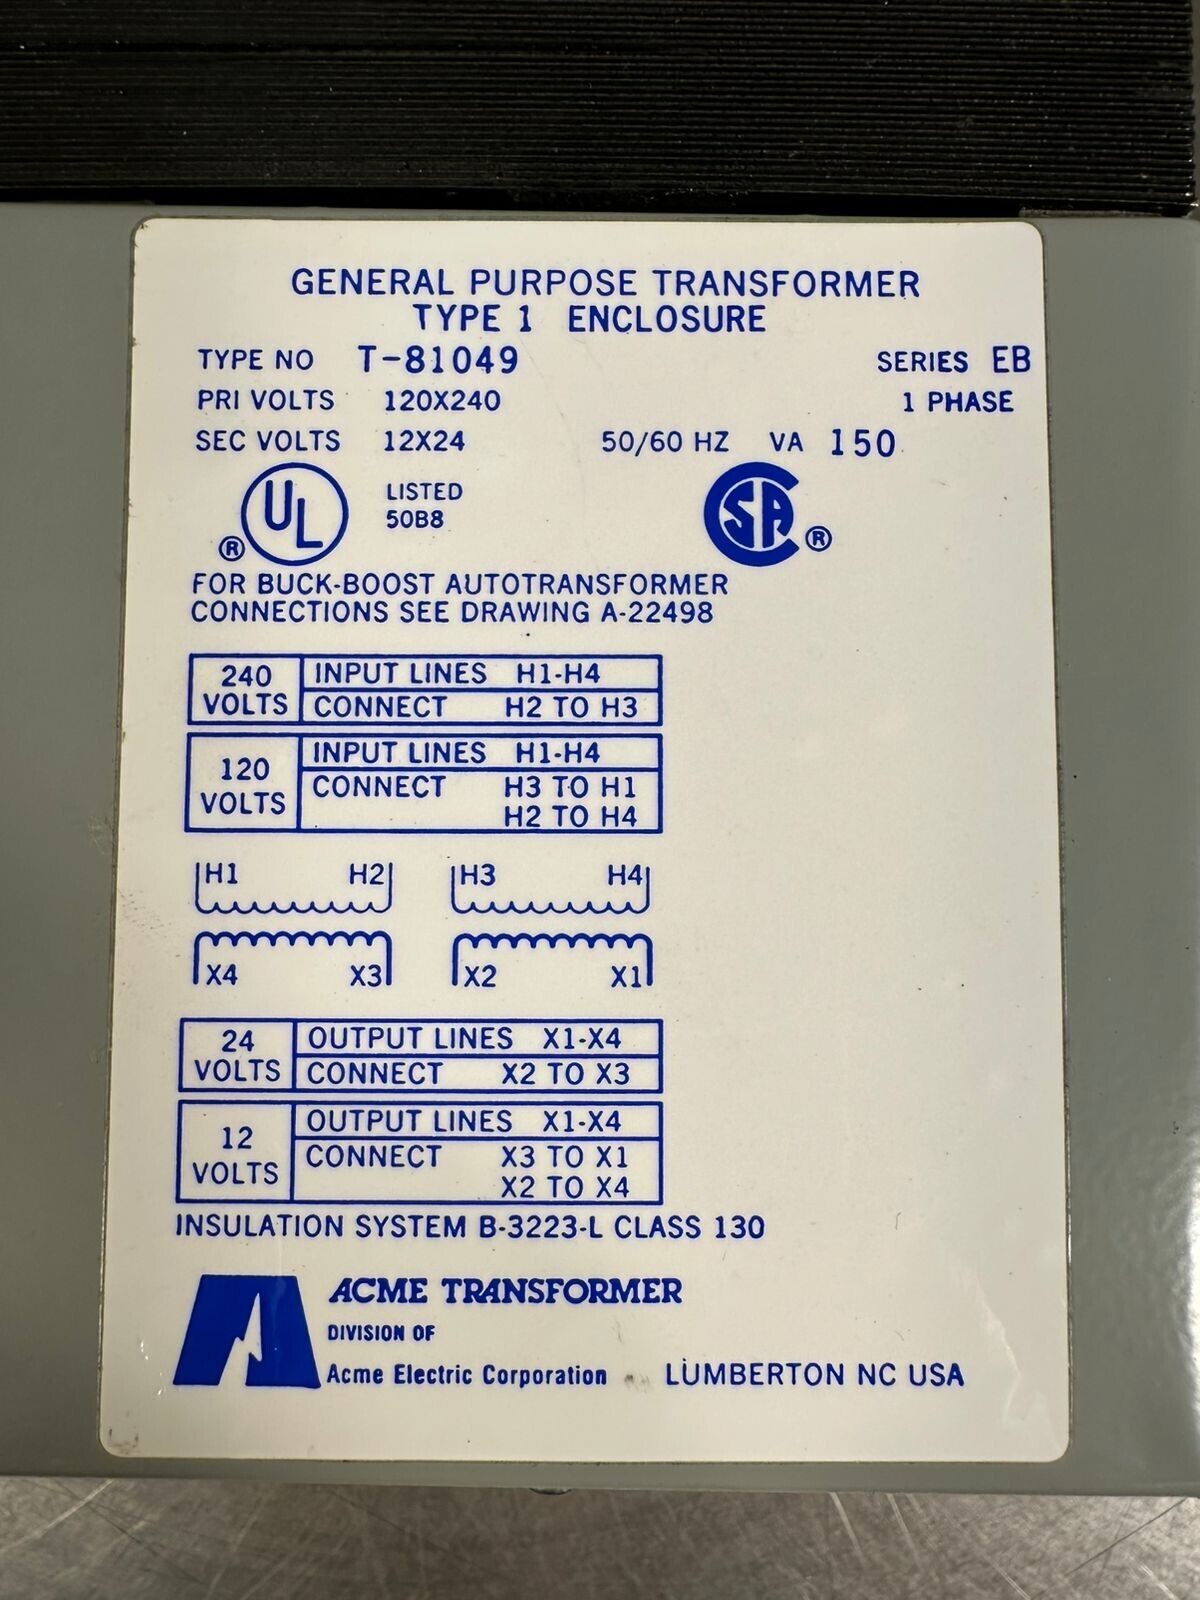 GENERAL PURPOSE TRANSFORMER
TYPE 1 ENCLOSURE
TYPE NO T-81049 SERIES EB
PRI VOLTS 120X240 1 PHASE
SEC VOLTS 12X24 50/60 HZ VA 150
UL ® LISTED
50B8
SA ®
FOR BUCK-BOOST AUTOTRANSFORMER
CONNECTIONS SEE DRAWING A-22498
240 VOLTS
INPUT LINES H1-H4
CONNECT H2 TO H3
120 VOLTS
INPUT LINES H1-H4
CONNECT H3 TO H1
H2 TO H4
H1 H2 H3 H4
X4 X3 X2 X1
24 VOLTS
OUTPUT LINES X1-X4
CONNECT X2 TO X3
12 VOLTS
OUTPUT LINES X1-X4
CONNECT X3 TO X1
X2 TO X4
INSULATION SYSTEM B-3223-L CLASS 130
ACME TRANSFORMER
DIVISION OF
Acme Electric Corporation LUMBERTON NC USA